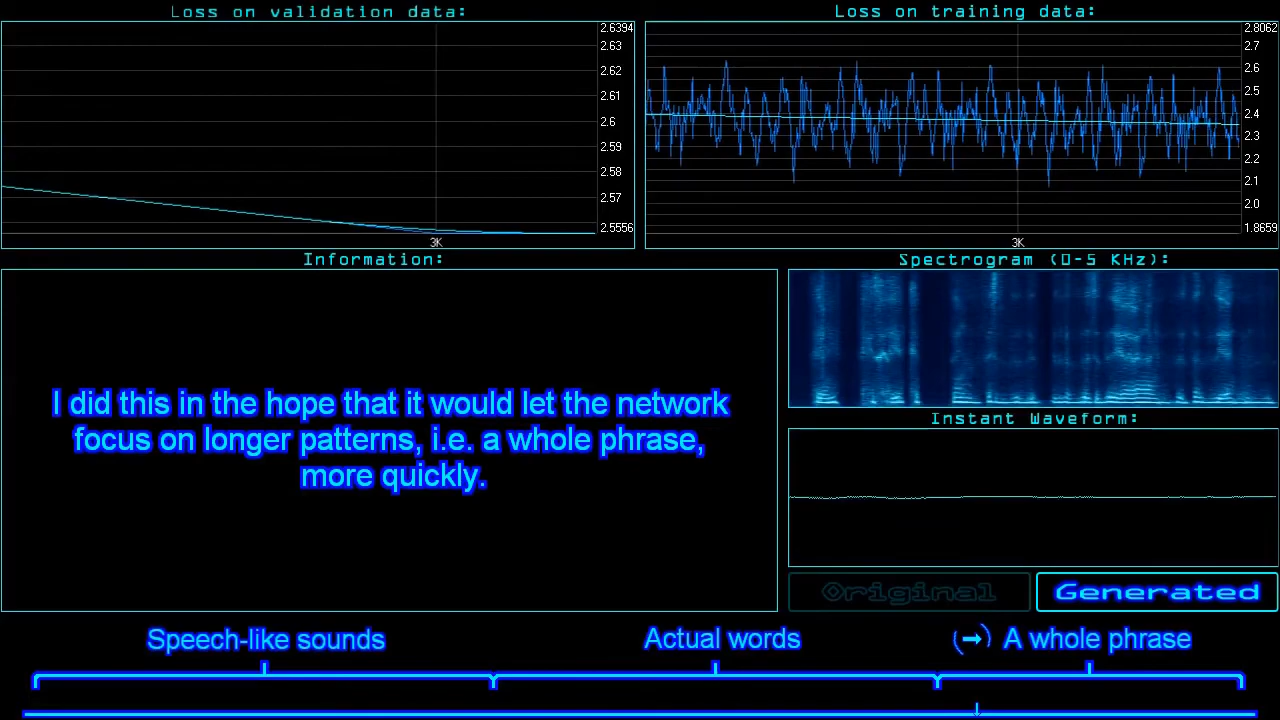 Loss on validation data:
2.6394
2.63
2.62
2.61
2.6
2.59
2.58
2.57
2.5556
3K
Loss on training data:
2.8062
2.7
2.6
2.5
2.4
2.3
2.2
2.1
2.0
1.8659
3K
Information:
I did this in the hope that it would let the network
focus on longer patterns, i.e. a whole phrase,
more quickly.
Spectrogram (0-5 KHz):
Instant Waveform:
Original
Generated
Speech-like sounds
Actual words
(→) A whole phrase